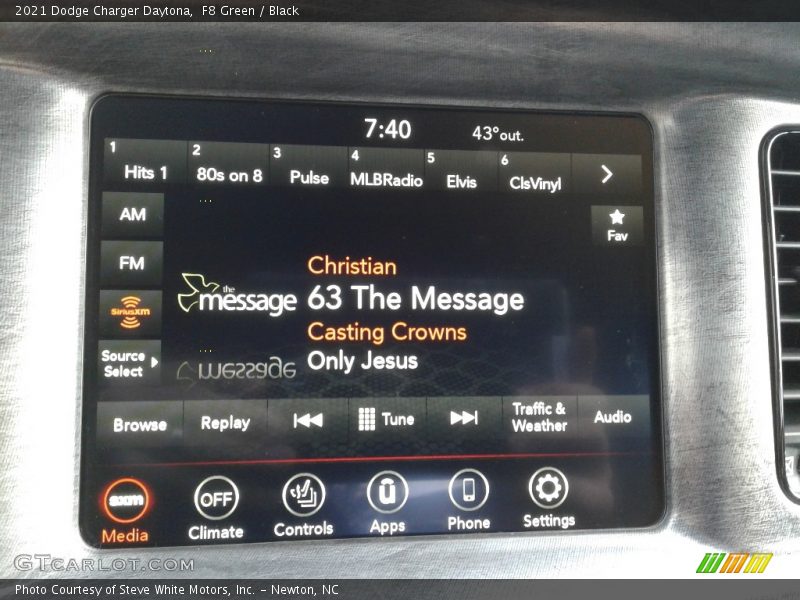 2021 Dodge Charger Daytona, F8 Green / Black
7:40
43° out.
1 Hits 1
2 80s on 8
3 Pulse
4 MLBRadio
5 Elvis
6 ClsVinyl
AM
FM
SiriusXM
Source Select
Fav
the message
Christian
63 The Message
Casting Crowns
Only Jesus
message
Browse
Replay
Tune
Traffic & Weather
Audio
sxm
OFF
Media
Climate
Controls
Apps
Phone
Settings
GTCARLOT.COM
Photo Courtesy of Steve White Motors, Inc. - Newton, NC